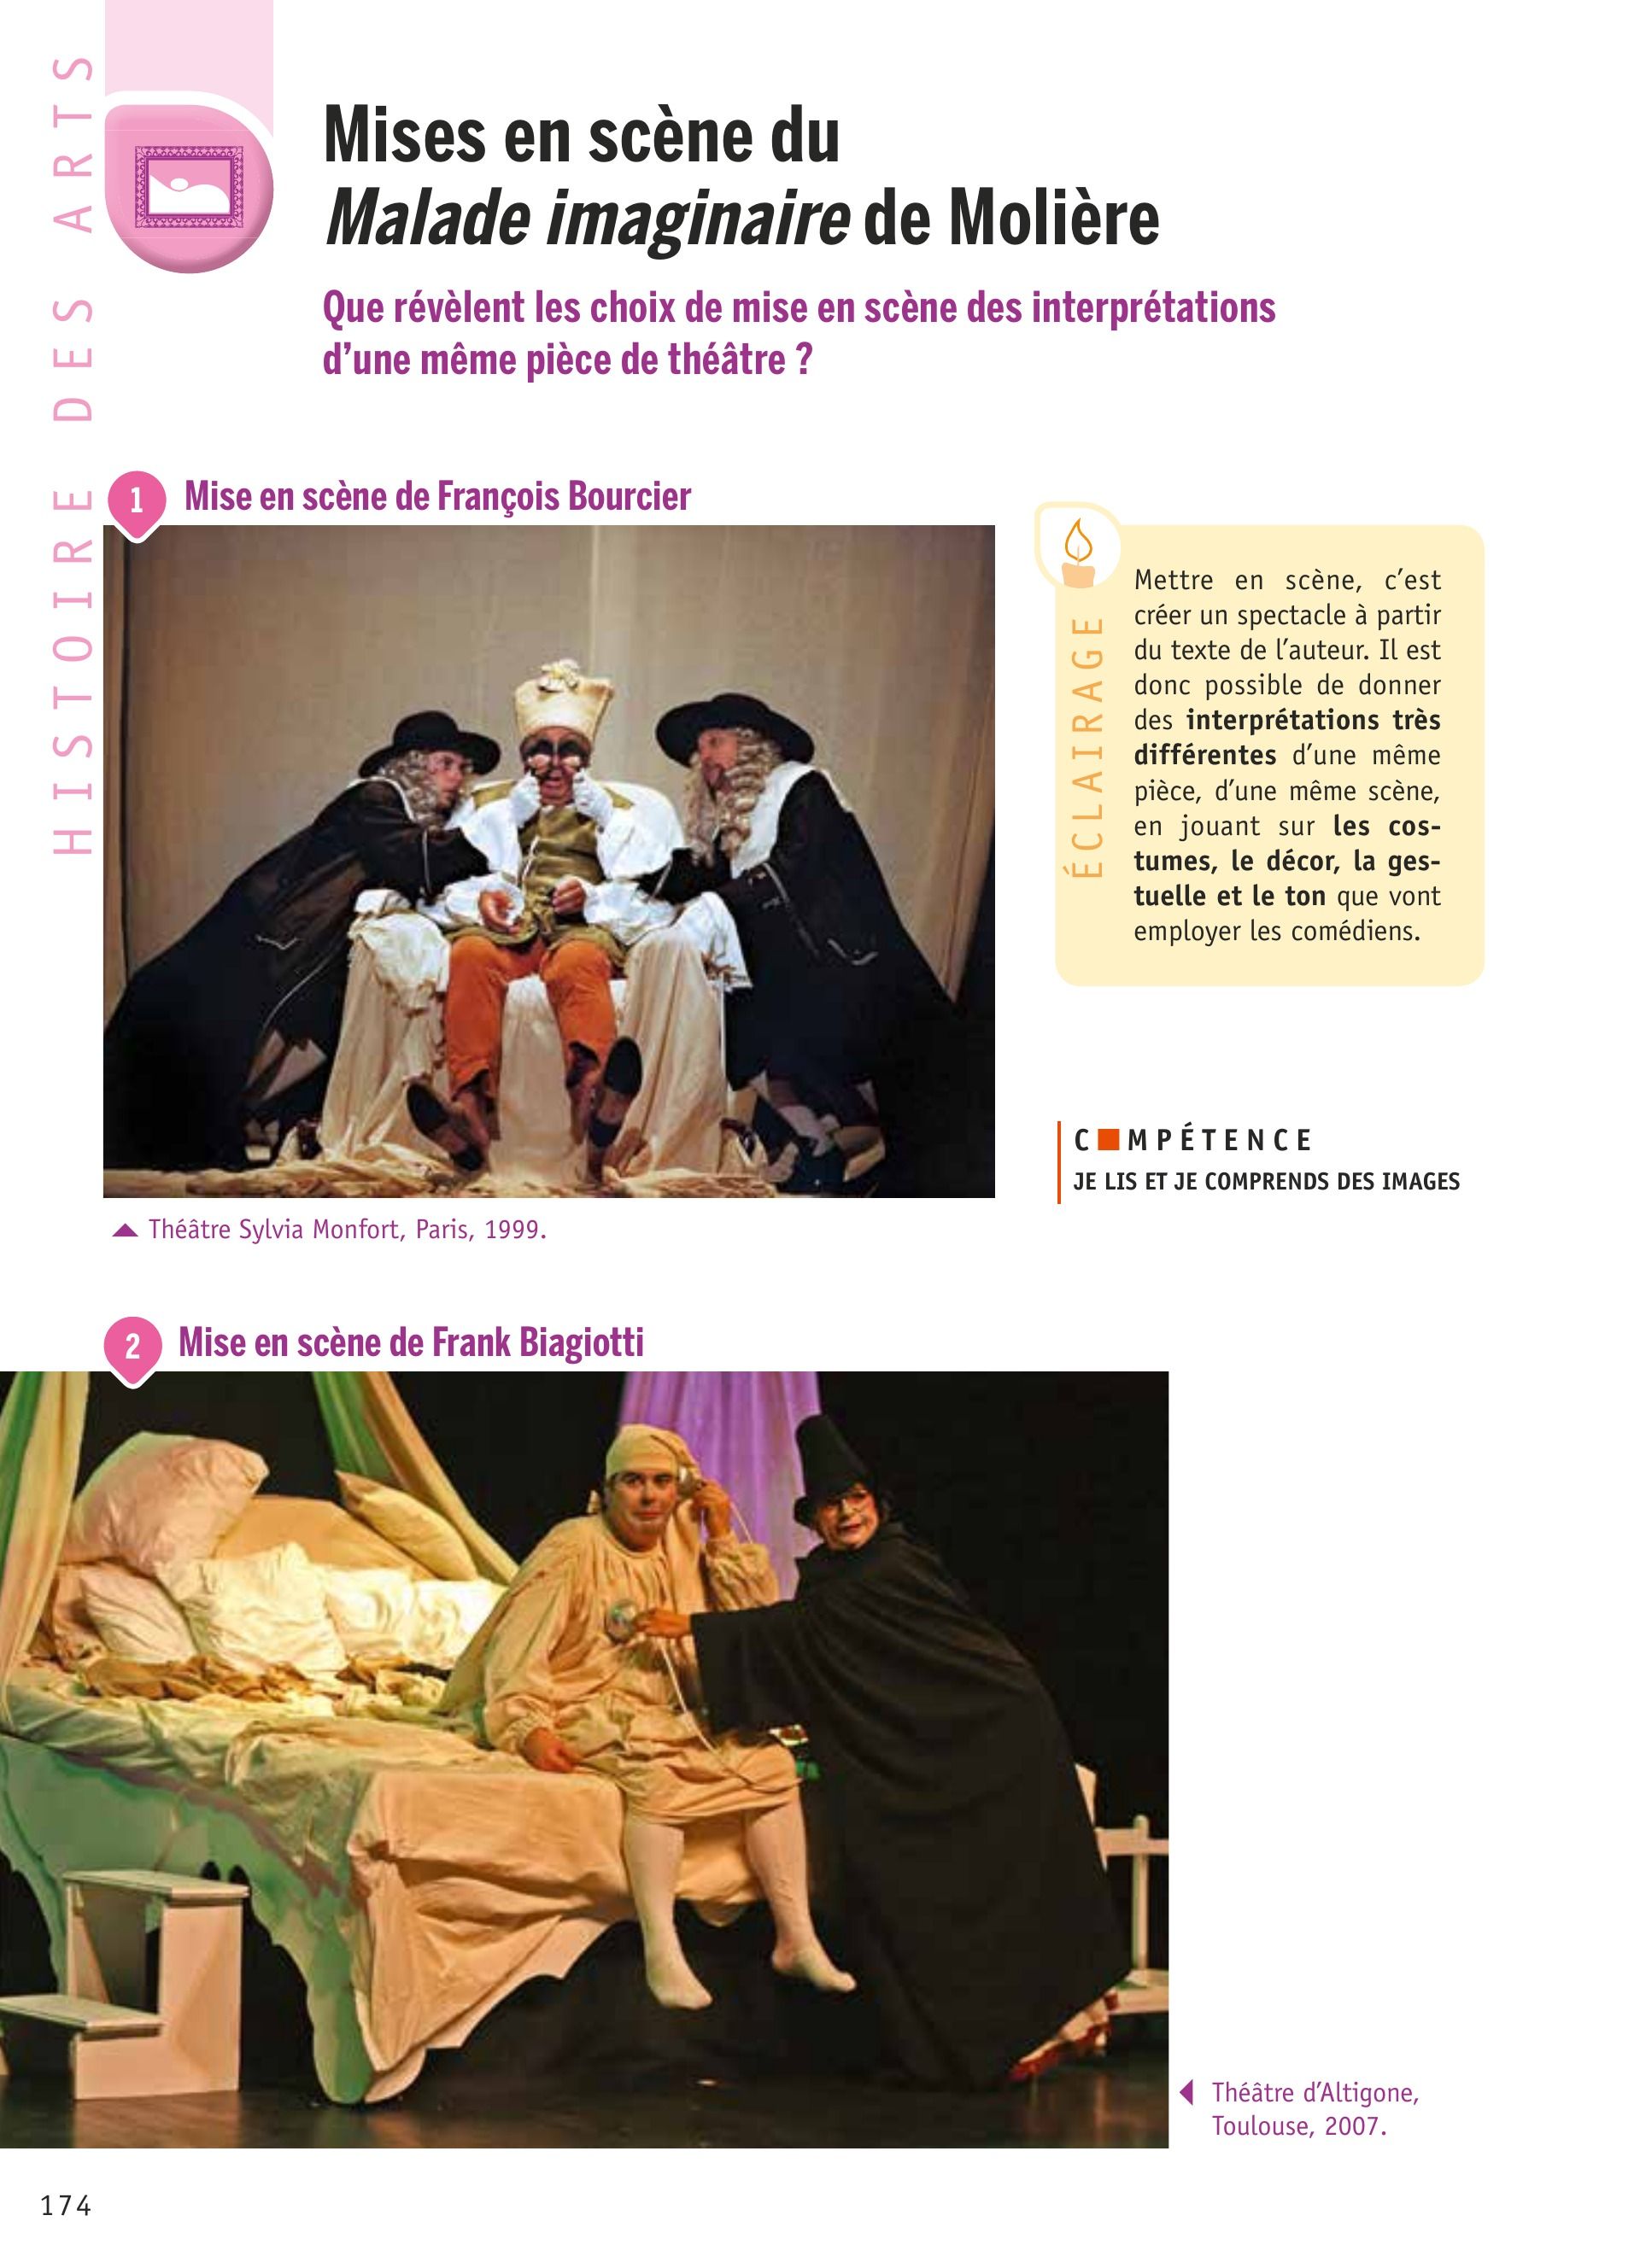 HISTOIRE DES ARTS
Mises en scène du
Malade imaginaire de Molière
Que révèlent les choix de mise en scène des interprétations
d’une même pièce de théâtre ?
1 Mise en scène de François Bourcier
Théâtre Sylvia Monfort, Paris, 1999.
ÉCLAIRAGE
Mettre en scène, c’est
créer un spectacle à partir
du texte de l’auteur. Il est
donc possible de donner
des interprétations très
différentes d’une même
pièce, d’une même scène,
en jouant sur les cos-
tumes, le décor, la ges-
tuelle et le ton que vont
employer les comédiens.
C■MPÉTENCE
JE LIS ET JE COMPRENDS DES IMAGES
2 Mise en scène de Frank Biagiotti
Théâtre d’Altigone,
Toulouse, 2007.
174